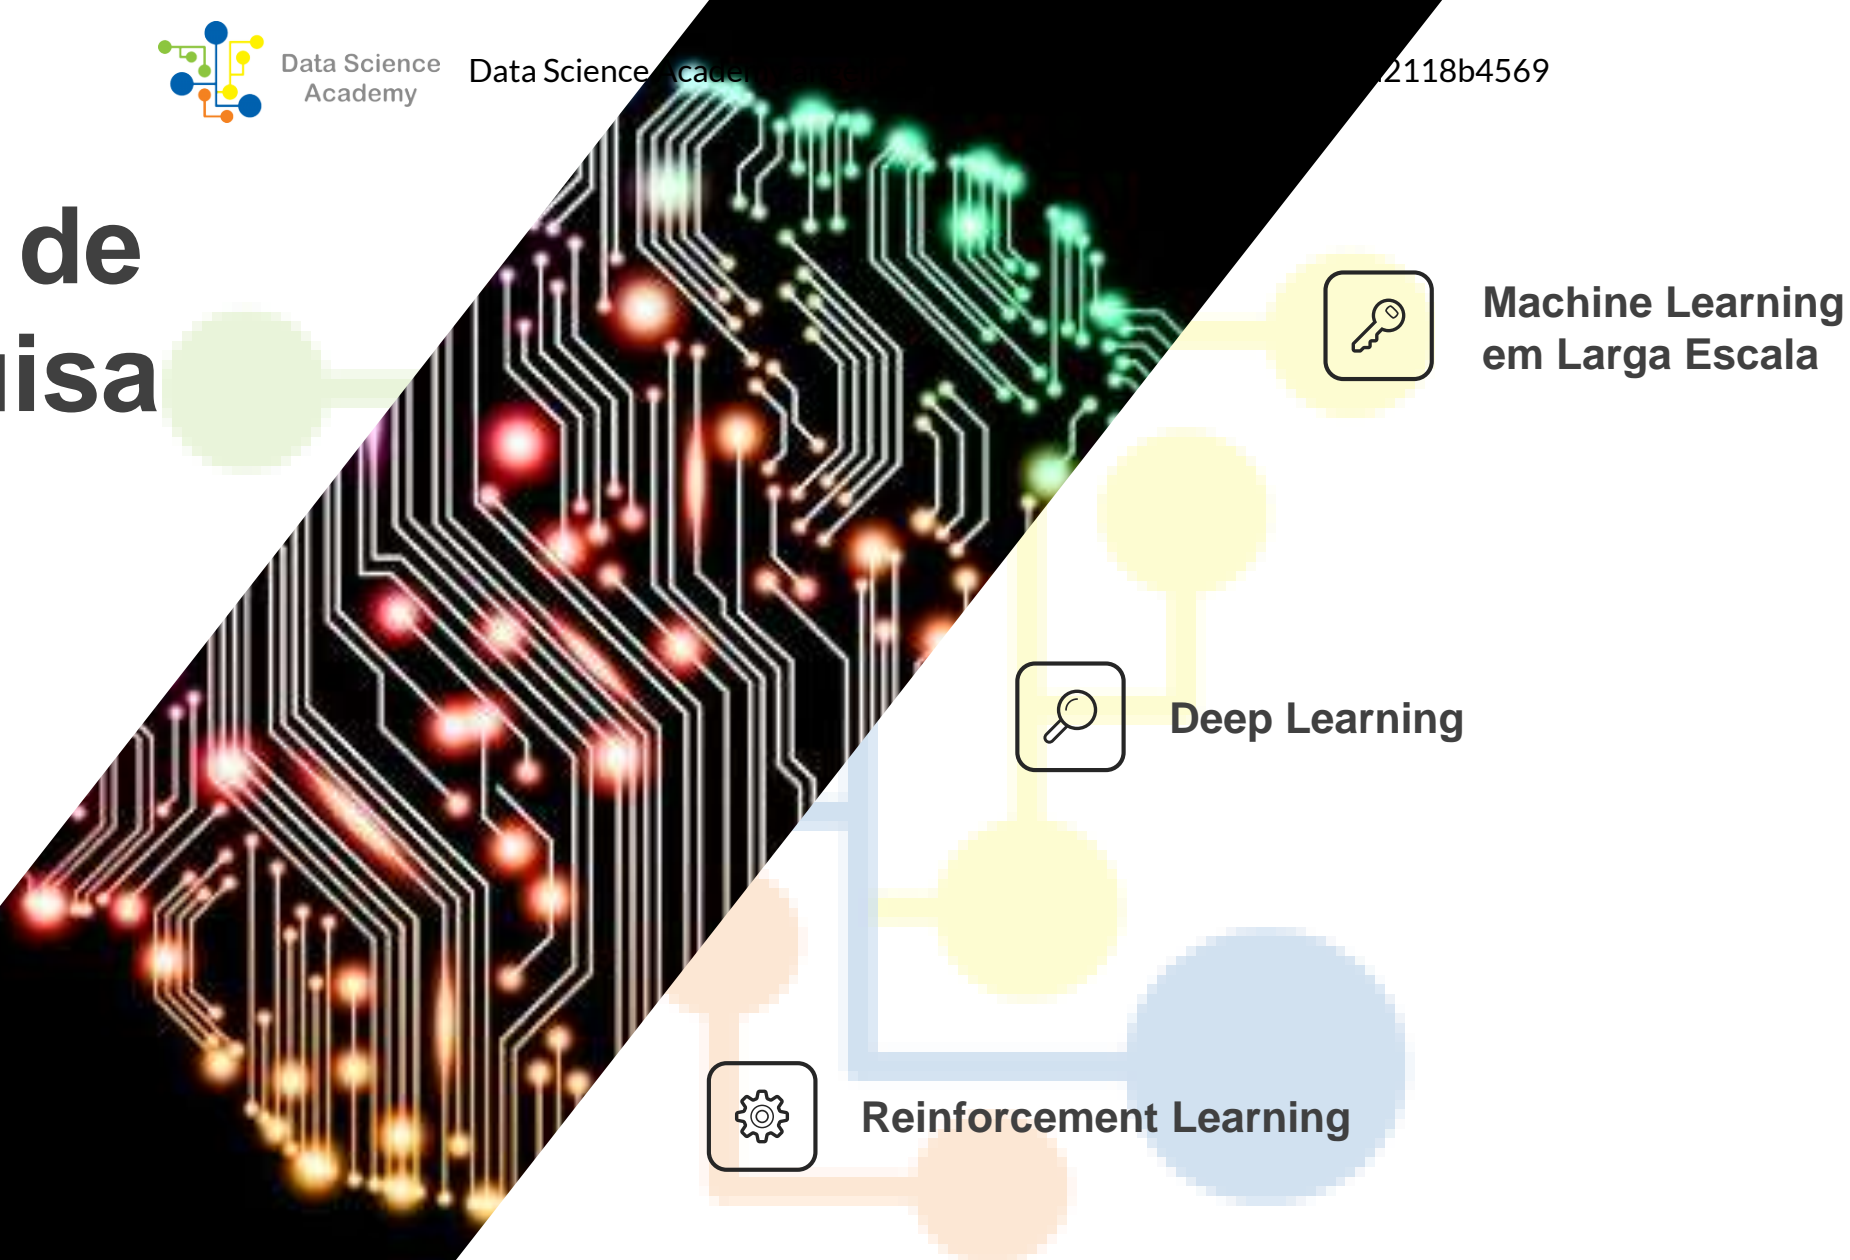 Data Science
Academy
Data Science
2118b4569
de
isa
Machine Learning
em Larga Escala
Deep Learning
Reinforcement Learning